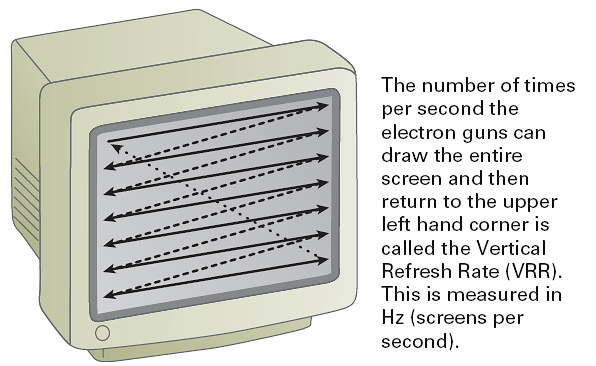 The number of times
per second the
electron guns can
draw the entire
screen and then
return to the upper
left hand corner is
called the Vertical
Refresh Rate (VRR).
This is measured in
Hz (screens per
second).